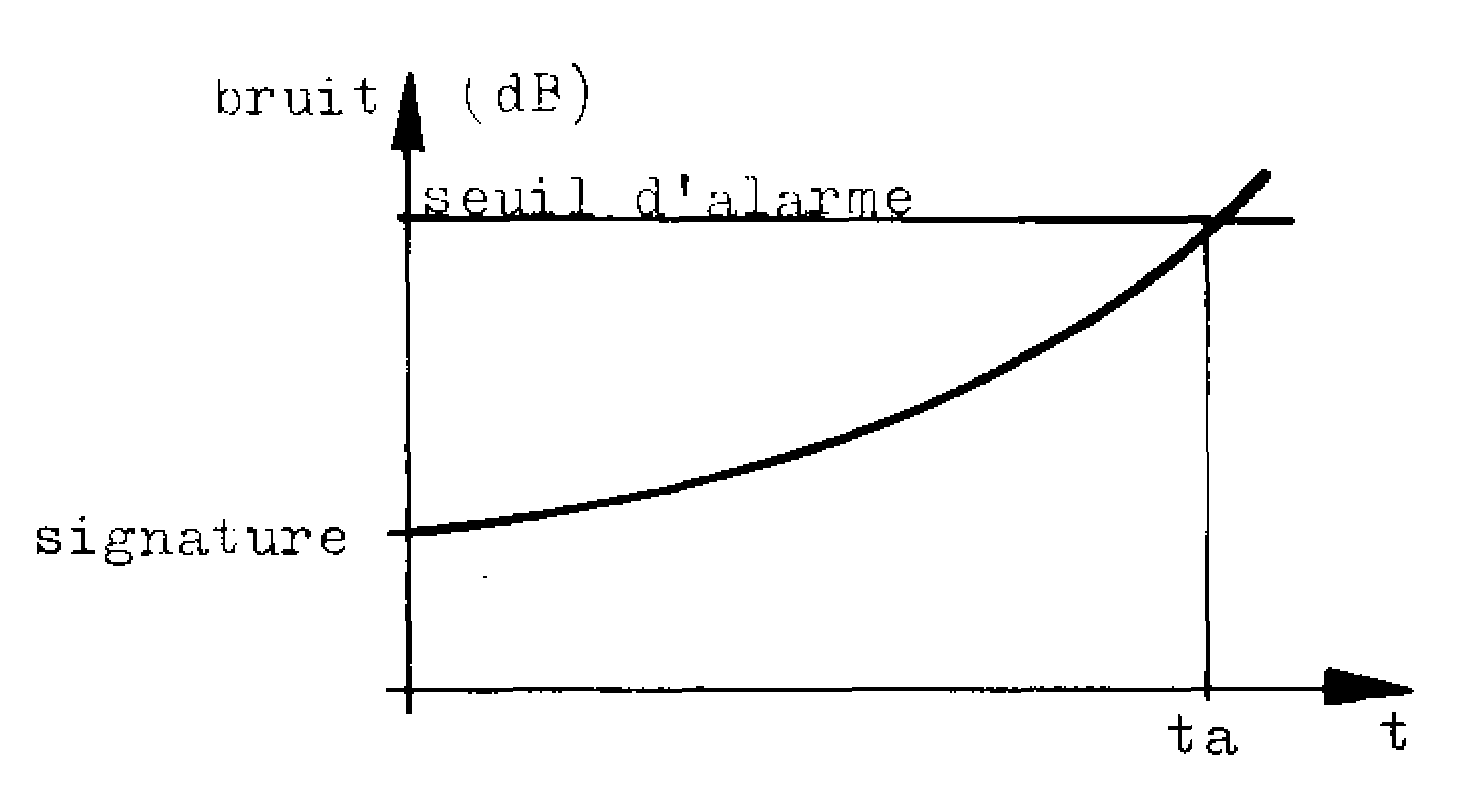 bruit (dB)
seuil d'alarme
signature
ta
t